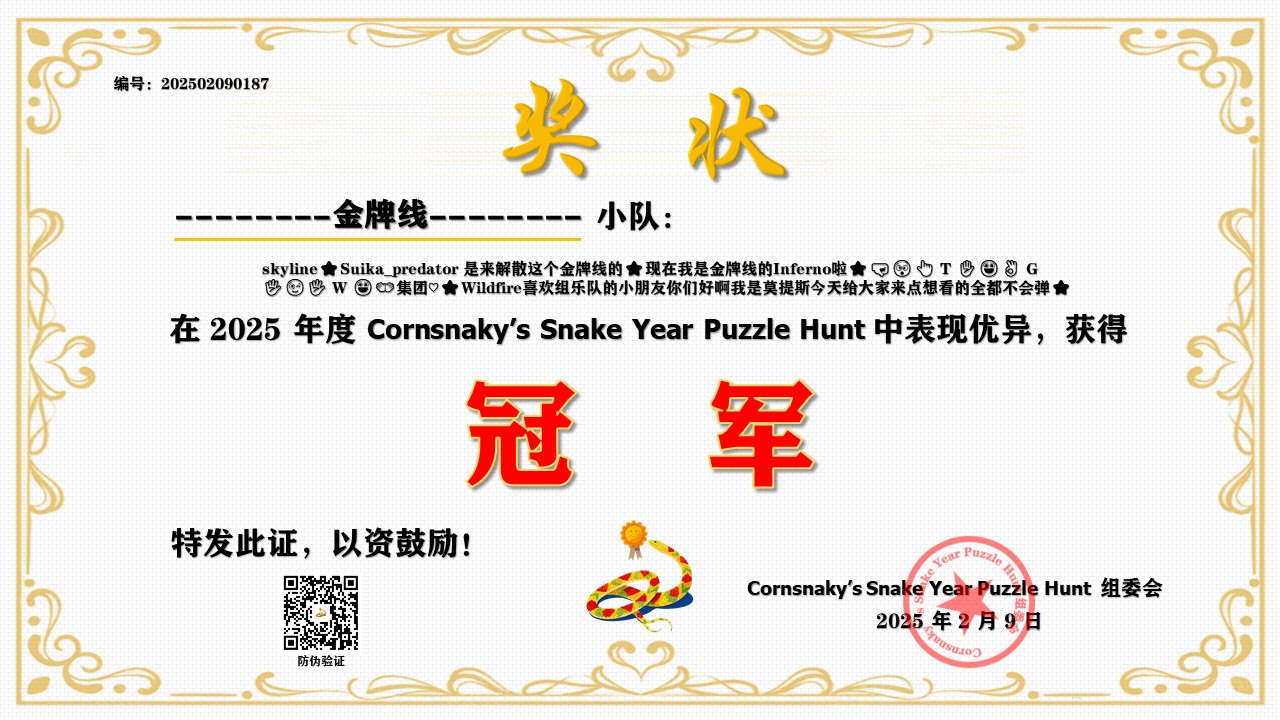 编号：202502090187
奖 状
--------金牌线-------- 小队：
skyline★Suika_predator 是来解散这个金牌线的★现在我是金牌线的Inferno啦★ T G
W 集团♡★Wildfire喜欢组乐队的小朋友你们好啊我是莫提斯今天给大家来点想看的全都不会弹★
在 2025 年度 Cornsnaky’s Snake Year Puzzle Hunt 中表现优异，获得
冠 军
特发此证，以资鼓励！
防伪验证
Cornsnaky’s Snake Year Puzzle Hunt 组委会
2025 年 2 月 9 日
Cornsnaky’s Snake Year Puzzle Hunt 组委会